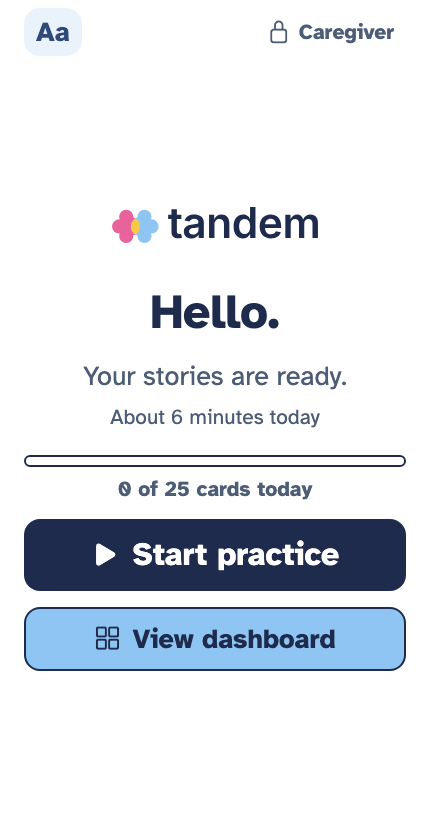 Aa
Caregiver
tandem
Hello.
Your stories are ready.
About 6 minutes today
0 of 25 cards today
Start practice
View dashboard